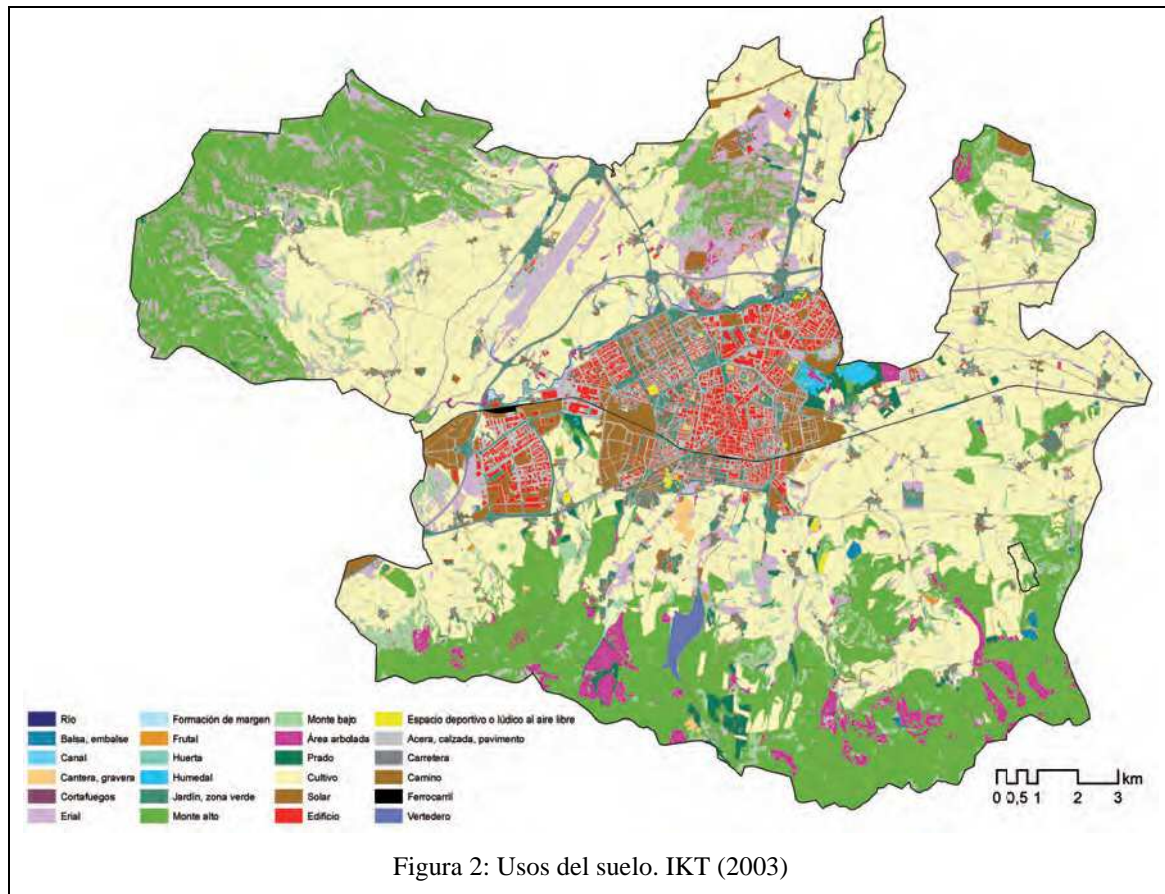 Río
Balsa, embalse
Canal
Cantera, gravera
Cortafuegos
Erial
Formación de margen
Frutal
Huerta
Humedal
Jardín, zona verde
Monte alto
Monte bajo
Área arbolada
Prado
Cultivo
Solar
Edificio
Espacio deportivo o lúdico al aire libre
Acera, calzada, pavimento
Carretera
Camino
Ferrocarril
Vertedero
km
0 0,5 1 2 3
Figura 2: Usos del suelo. IKT (2003)